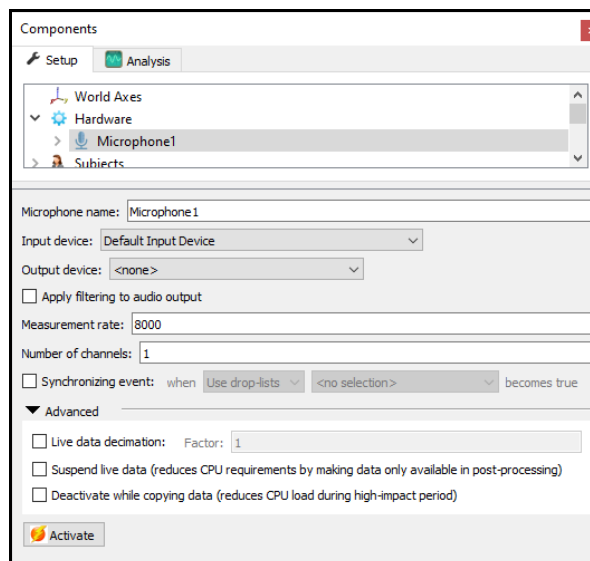 Components
Setup Analysis
World Axes
Hardware
Microphone1
Subjects
Microphone name: Microphone1
Input device: Default Input Device
Output device: <none>
Apply filtering to audio output
Measurement rate: 8000
Number of channels: 1
Synchronizing event: when Use drop-lists <no selection> becomes true
Advanced
Live data decimation: Factor: 1
Suspend live data (reduces CPU requirements by making data only available in post-processing)
Deactivate while copying data (reduces CPU load during high-impact period)
Activate